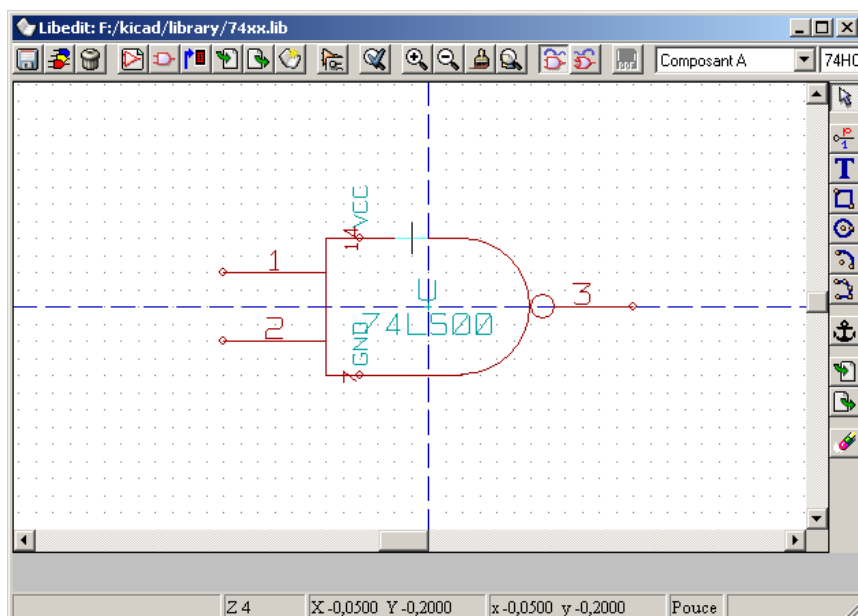 Libedit: F:/kicad/library/74xx.lib
Composant A
74HC
VCC
14
1
U
3
2
74LS00
GND
7
Z 4
X -0,0500 Y -0,2000
x -0,0500 y -0,2000
Pouce